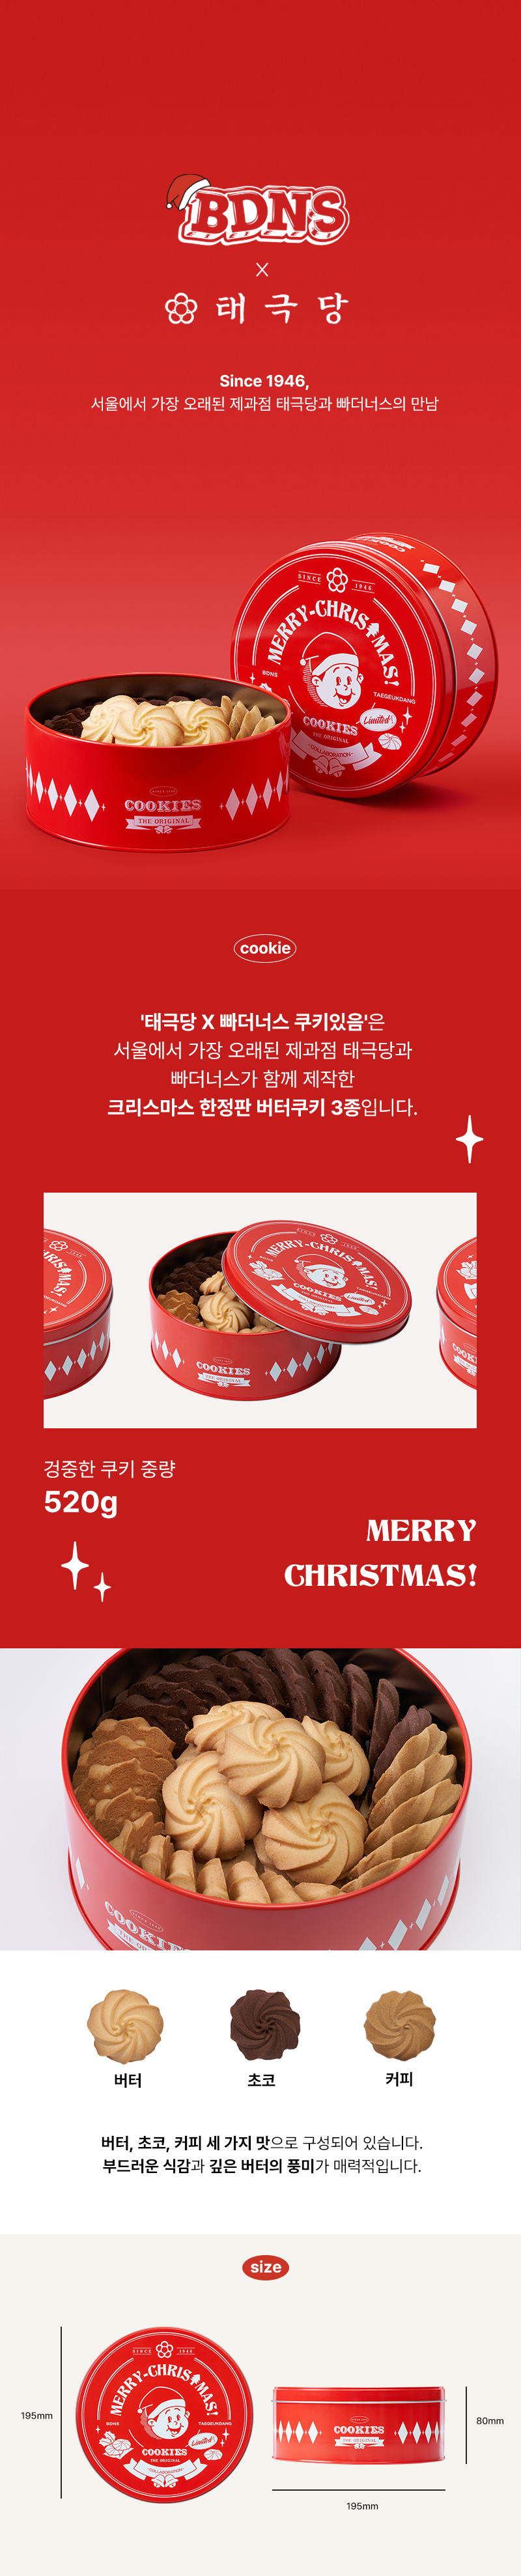 BDNS
X
태극당
Since 1946,
서울에서 가장 오래된 제과점 태극당과 빠더너스의 만남
SINCE 1946
MERRY-CHRISTMAS!
BDNS
TAEGEUKDANG
COOKIES
Limited
THE ORIGINAL
COLLABORATION
COOKIES
THE ORIGINAL
cookie
'태극당 X 빠더너스 쿠키있음'은
서울에서 가장 오래된 제과점 태극당과
빠더너스가 함께 제작한
크리스마스 한정판 버터쿠키 3종입니다.
MERRY-CHRISTMAS!
COOKIES
Limited
COOKIES
THE ORIGINAL
겅중한 쿠키 중량
520g
MERRY
CHRISTMAS!
COOKIE
버터
초코
커피
버터, 초코, 커피 세 가지 맛으로 구성되어 있습니다.
부드러운 식감과 깊은 버터의 풍미가 매력적입니다.
size
SINCE 1946
MERRY-CHRISTMAS!
BDNS
TAEGEUKDANG
COOKIES
Limited
THE ORIGINAL
COLLABORATION
COOKIES
THE ORIGINAL
195mm
80mm
195mm